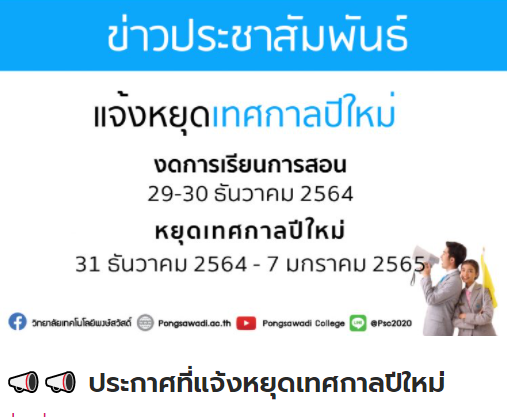 ข่าวประชาสัมพันธ์
แจ้งหยุดเทศกาลปีใหม่
งดการเรียนการสอน
29-30 ธันวาคม 2564
หยุดเทศกาลปีใหม่
31 ธันวาคม 2564 - 7 มกราคม 2565
วิทยาลัยเทคโนโลยีพงษ์สวัสดิ์ Pongsawadi.ac.th Pongsawadi College @Psc2020
ประกาศที่แจ้งหยุดเทศกาลปีใหม่